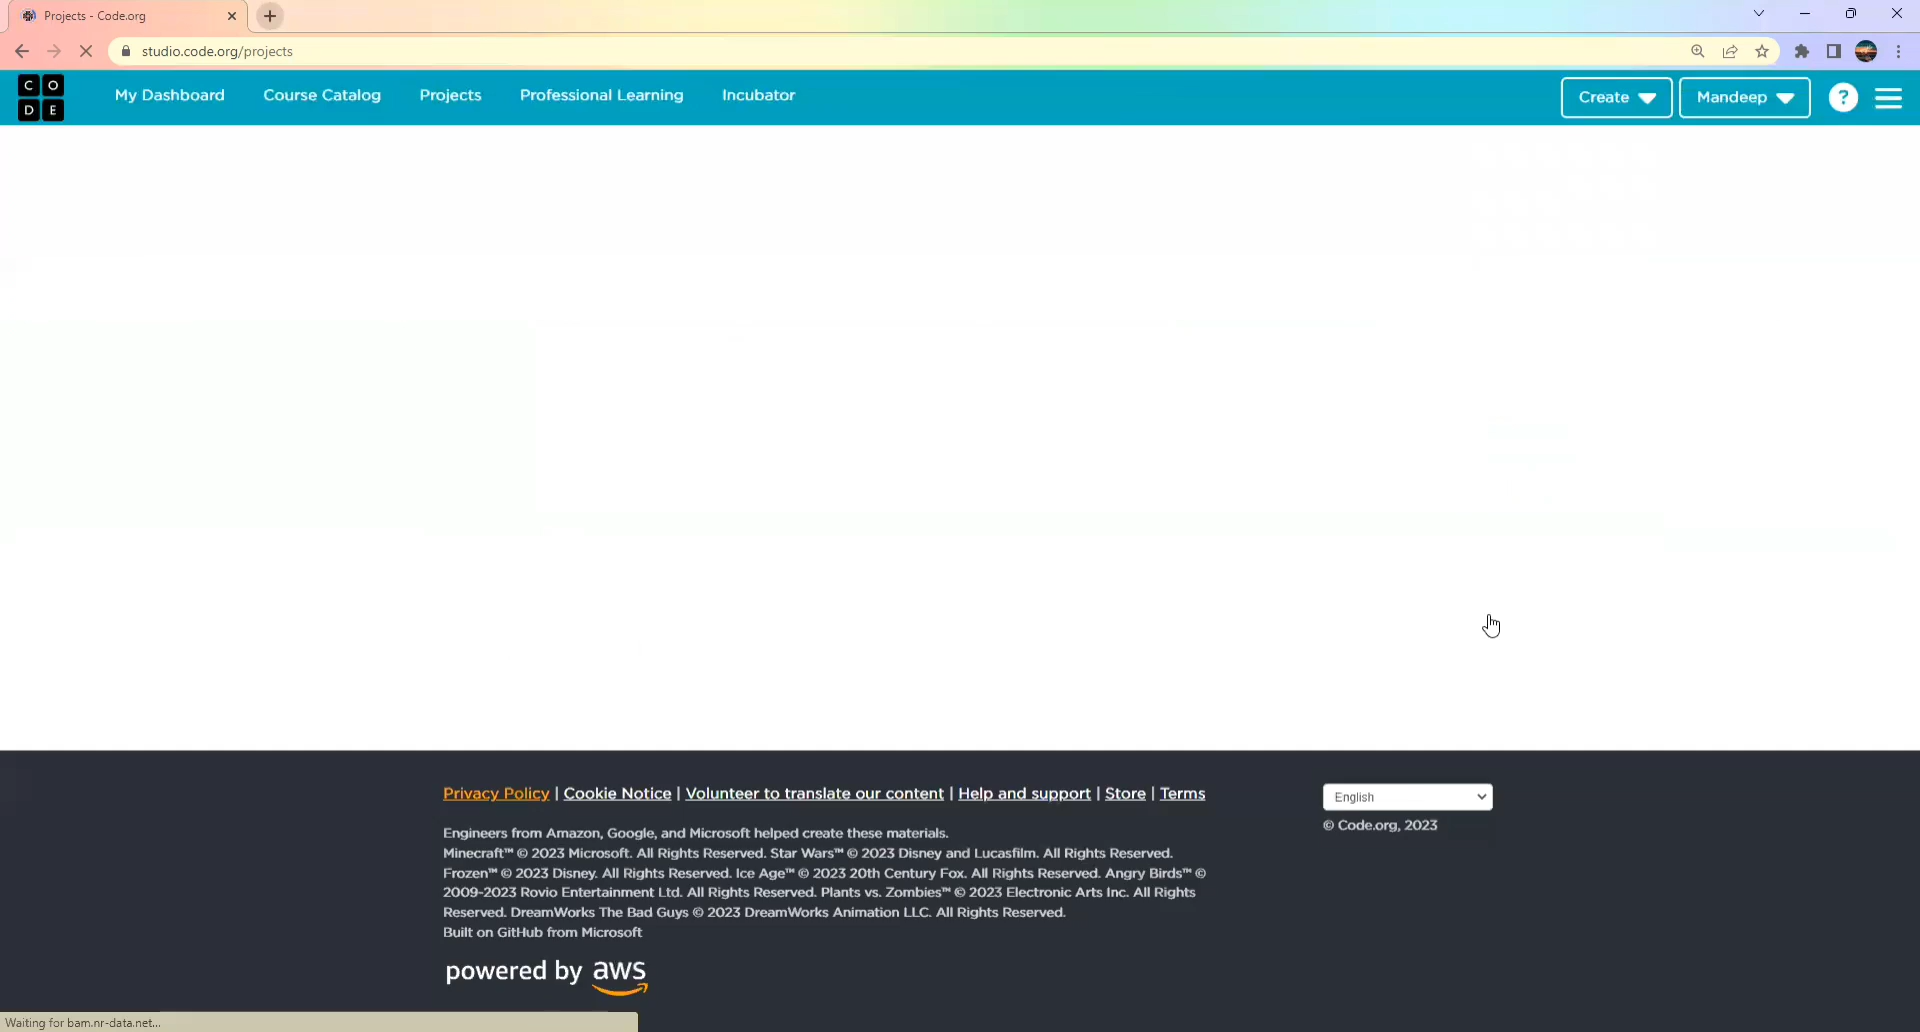 Projects - Code.org
studio.code.org/projects
C O
D E
My Dashboard Course Catalog Projects Professional Learning Incubator Create Mandeep ?
Privacy Policy | Cookie Notice | Volunteer to translate our content | Help and support | Store | Terms
English
© Code.org, 2023
Engineers from Amazon, Google, and Microsoft helped create these materials.
Minecraft™ © 2023 Microsoft. All Rights Reserved. Star Wars™ © 2023 Disney and Lucasfilm. All Rights Reserved.
Frozen™ © 2023 Disney. All Rights Reserved. Ice Age™ © 2023 20th Century Fox. All Rights Reserved. Angry Birds™ ©
2009-2023 Rovio Entertainment Ltd. All Rights Reserved. Plants vs. Zombies™ © 2023 Electronic Arts Inc. All Rights
Reserved. DreamWorks The Bad Guys © 2023 DreamWorks Animation LLC. All Rights Reserved.
Built on GitHub from Microsoft
powered by aws
Waiting for bam.nr-data.net...